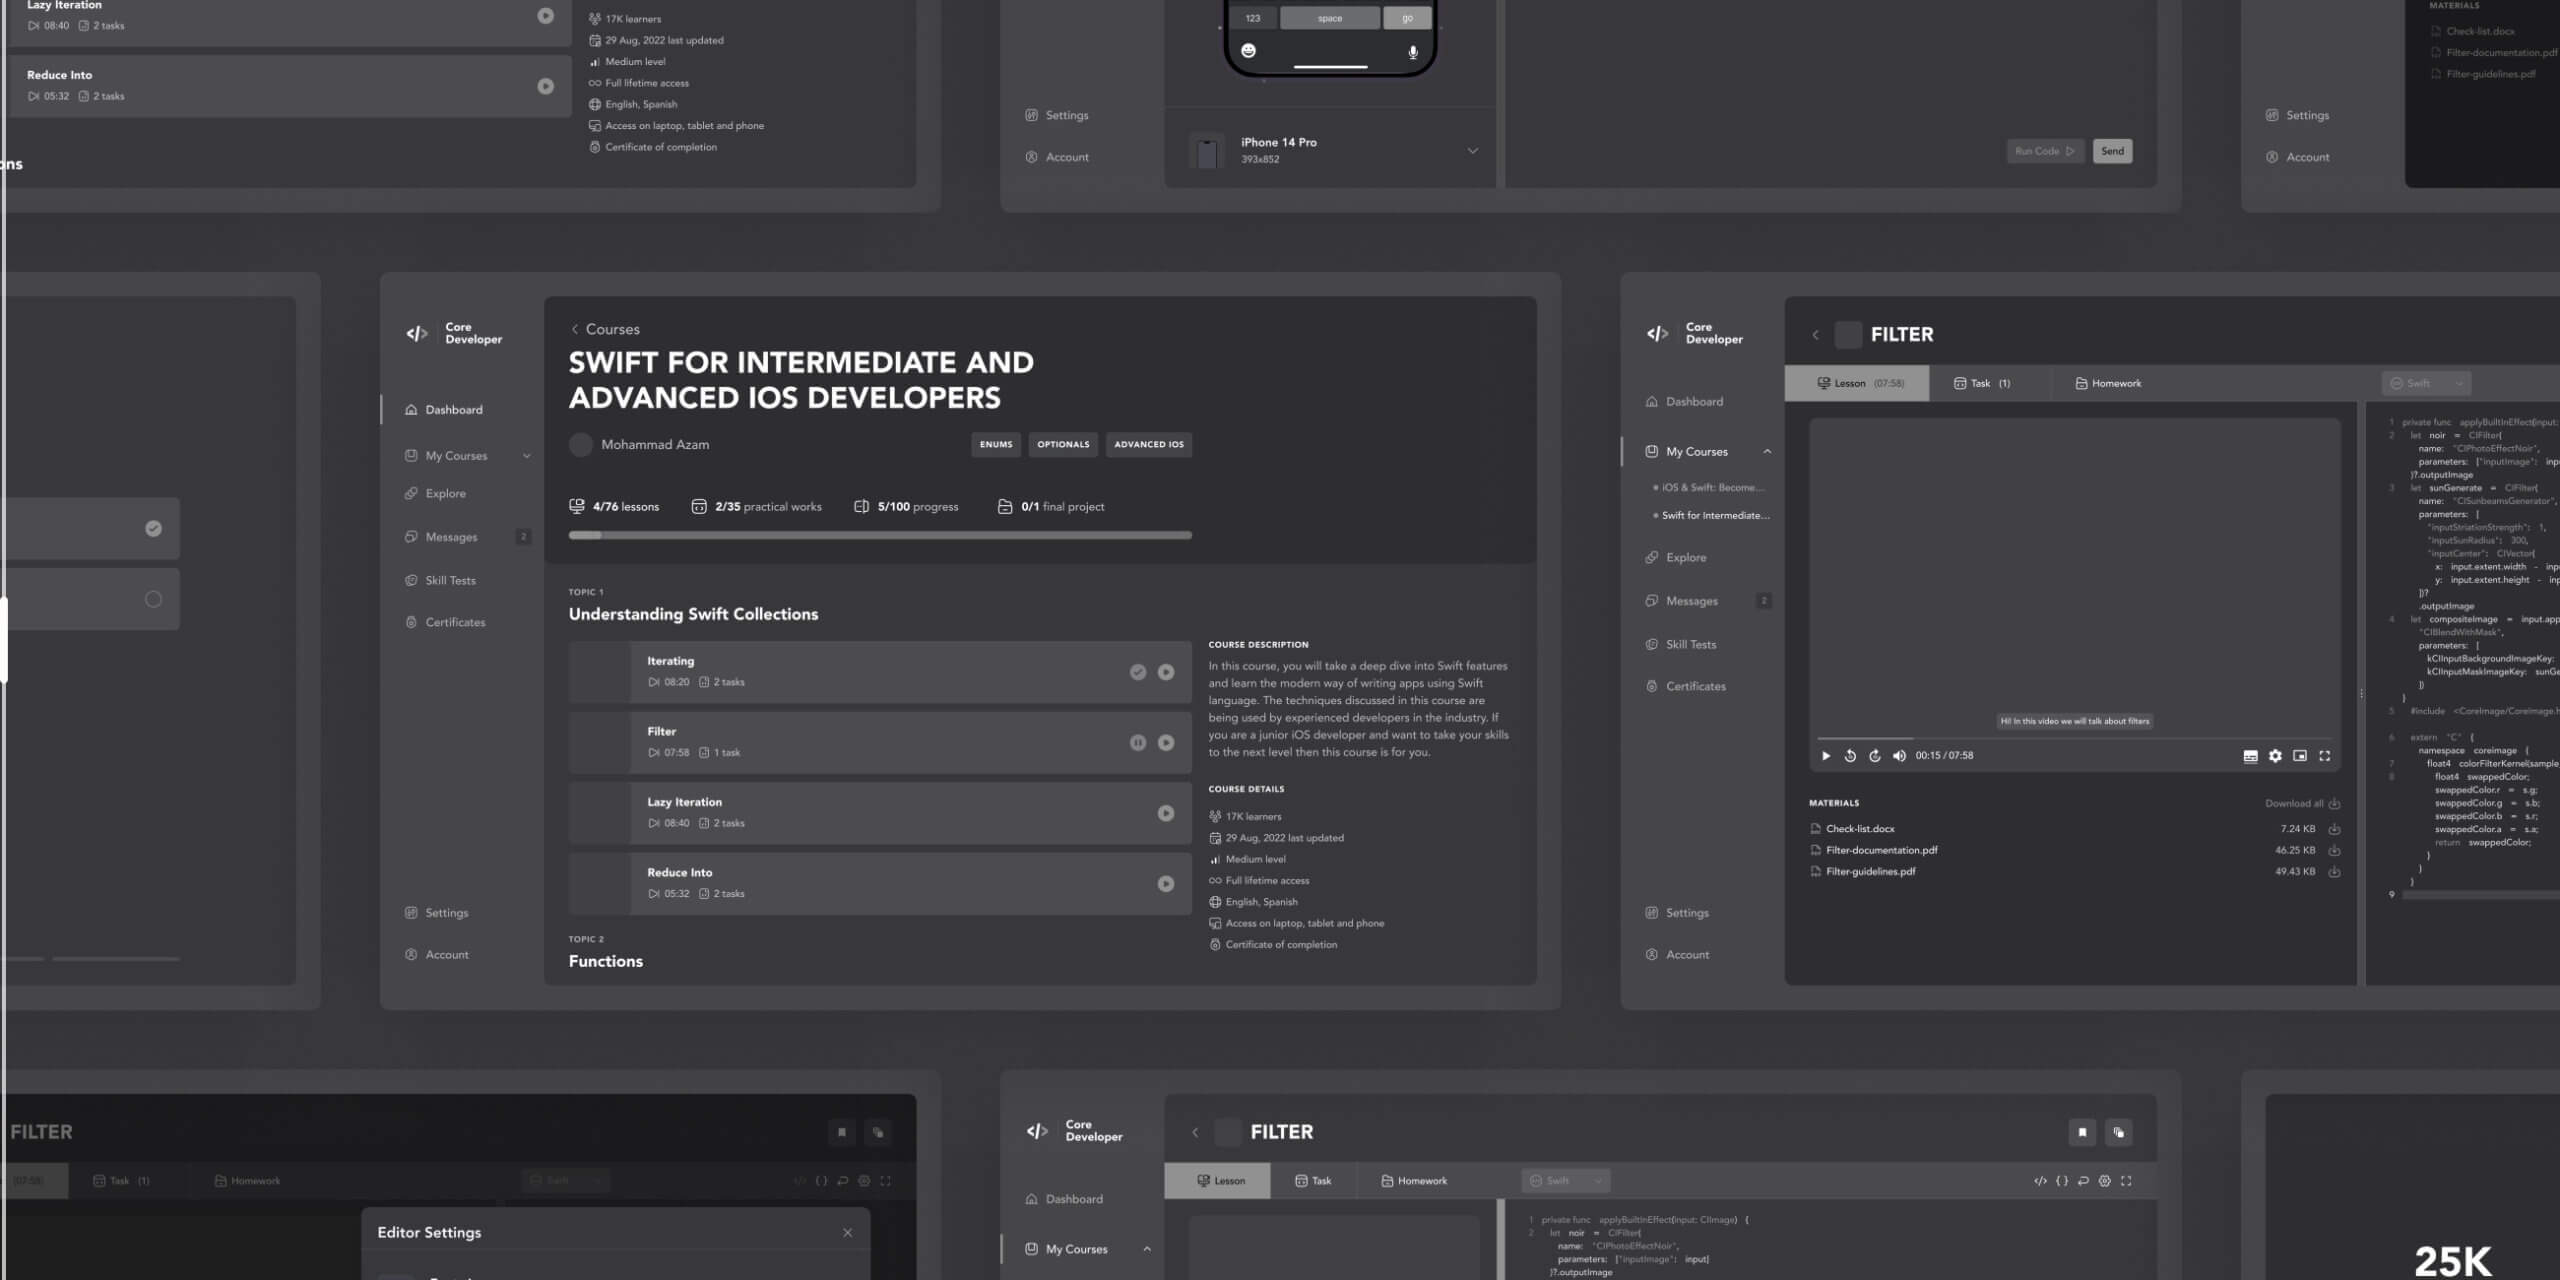 Lazy Iteration
08:40 2 tasks
Reduce Into
05:32 2 tasks
ons
17K learners
29 Aug, 2022 last updated
Medium level
Full lifetime access
English, Spanish
Access on laptop, tablet and phone
Certificate of completion
Settings
Account
123 space go
iPhone 14 Pro
393x852
Run Code Send
Settings
Account
MATERIALS
Check-list.docx
Filter-documentation.pdf
Filter-guidelines.pdf
Core
Developer
Dashboard
My Courses
Explore
Messages 2
Skill Tests
Certificates
Settings
Account
Courses
SWIFT FOR INTERMEDIATE AND
ADVANCED IOS DEVELOPERS
Mohammad Azam
ENUMS OPTIONALS ADVANCED IOS
4/76 lessons 2/35 practical works 5/100 progress 0/1 final project
TOPIC 1
Understanding Swift Collections
Iterating
08:20 2 tasks
Filter
07:58 1 task
Lazy Iteration
08:40 2 tasks
Reduce Into
05:32 2 tasks
TOPIC 2
Functions
COURSE DESCRIPTION
In this course, you will take a deep dive into Swift features
and learn the modern way of writing apps using Swift
language. The techniques discussed in this course are
being used by experienced developers in the industry. If
you are a junior iOS developer and want to take your skills
to the next level then this course is for you.
COURSE DETAILS
17K learners
29 Aug, 2022 last updated
Medium level
Full lifetime access
English, Spanish
Access on laptop, tablet and phone
Certificate of completion
Core
Developer
Dashboard
My Courses
iOS & Swift: Become...
Swift for Intermediate...
Explore
Messages 2
Skill Tests
Certificates
Settings
Account
FILTER
Lesson (07:58) Task (1) Homework Swift
Hi! In this video we will talk about filters
00:15 / 07:58
MATERIALS Download all
Check-list.docx 7.24 KB
Filter-documentation.pdf 46.25 KB
Filter-guidelines.pdf 49.43 KB
1 private func applyBuiltInEffect(input:
2 let noir = CIFilter(
name: "CIPhotoEffectNoir",
parameters: ["inputImage": inpu
)?.outputImage
3 let sunGenerate = CIFilter(
name: "CISunbeamsGenerator",
parameters: [
"inputStriationStrength": 1,
"inputSunRadius": 300,
"inputCenter": CIVector(
x: input.extent.width - inp
y: input.extent.height - in
])?
.outputImage
4 let compositeImage = input.app
"CIBlendWithMask",
parameters: [
kCIInputBackgroundImageKey:
kCIInputMaskImageKey: sunGe
])
}
5 #include <CoreImage/CoreImage.h
6 extern "C" {
namespace coreimage {
7 float4 colorFilterKernel(sample
8 float4 swappedColor;
swappedColor.r = s.g;
swappedColor.g = s.b;
swappedColor.b = s.r;
swappedColor.a = s.a;
return swappedColor;
}
}
}
9
FILTER
(07:58) Task (1) Homework Swift
Editor Settings
Core
Developer
Dashboard
My Courses
FILTER
Lesson Task Homework Swift
1 private func applyBuiltInEffect(input: CIImage) {
2 let noir = CIFilter(
name: "CIPhotoEffectNoir",
parameters: ["inputImage": input]
)?.outputImage
25K